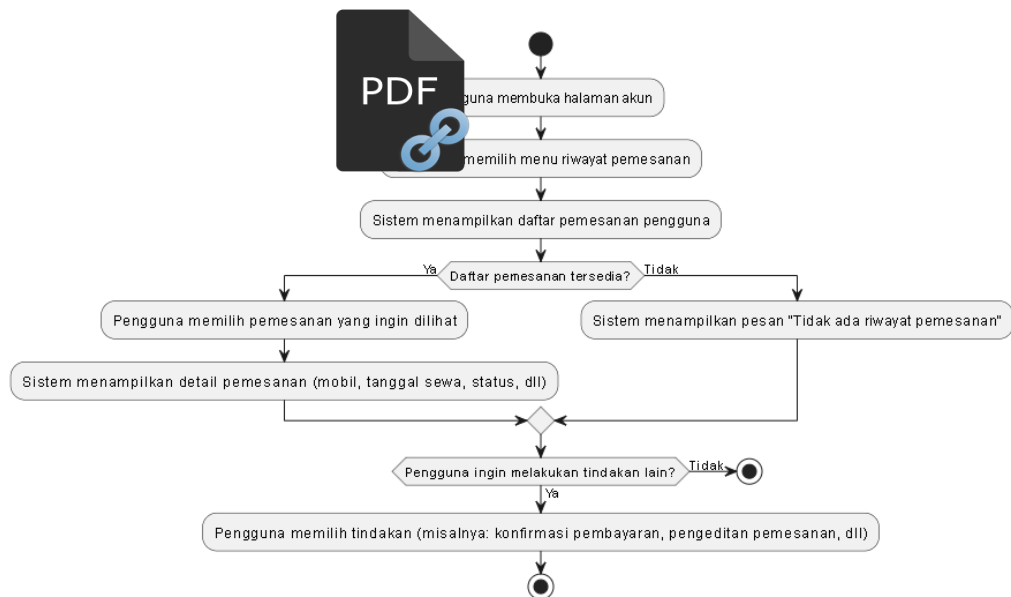 PDF
guna membuka halaman akun
memilih menu riwayat pemesanan
Sistem menampilkan daftar pemesanan pengguna
Ya
Daftar pemesanan tersedia?
Tidak
Pengguna memilih pemesanan yang ingin dilihat
Sistem menampilkan pesan "Tidak ada riwayat pemesanan"
Sistem menampilkan detail pemesanan (mobil, tanggal sewa, status, dll)
Pengguna ingin melakukan tindakan lain?
Tidak
Ya
Pengguna memilih tindakan (misalnya: konfirmasi pembayaran, pengeditan pemesanan, dll)